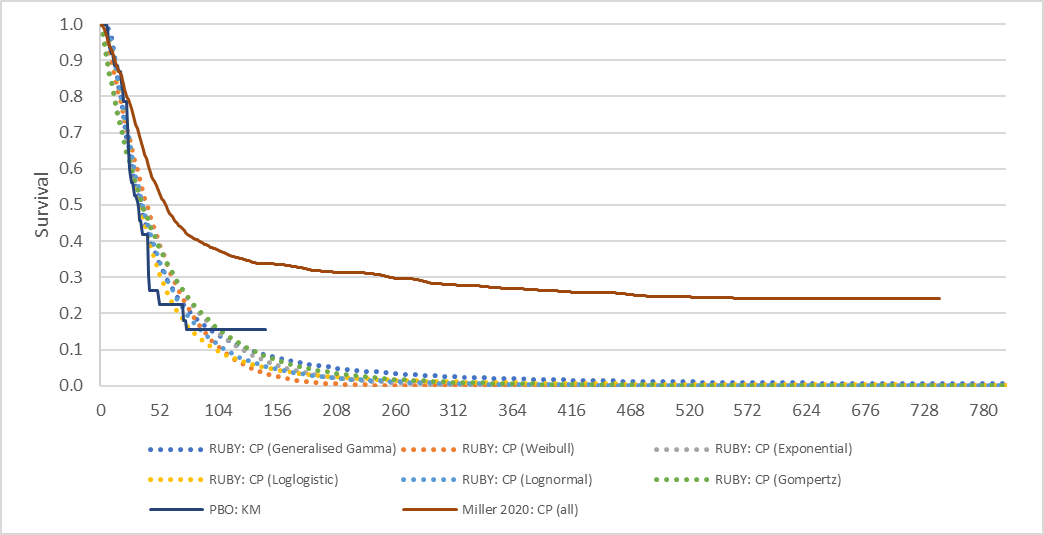 1.0
0.9
0.8
0.7
0.6
0.5
0.4
0.3
0.2
0.1
0.0
Survival
0 52 104 156 208 260 312 364 416 468 520 572 624 676 728 780
RUBY: CP (Generalised Gamma) RUBY: CP (Weibull) RUBY: CP (Exponential)
RUBY: CP (Loglogistic) RUBY: CP (Lognormal) RUBY: CP (Gompertz)
PBO: KM Miller 2020: CP (all)